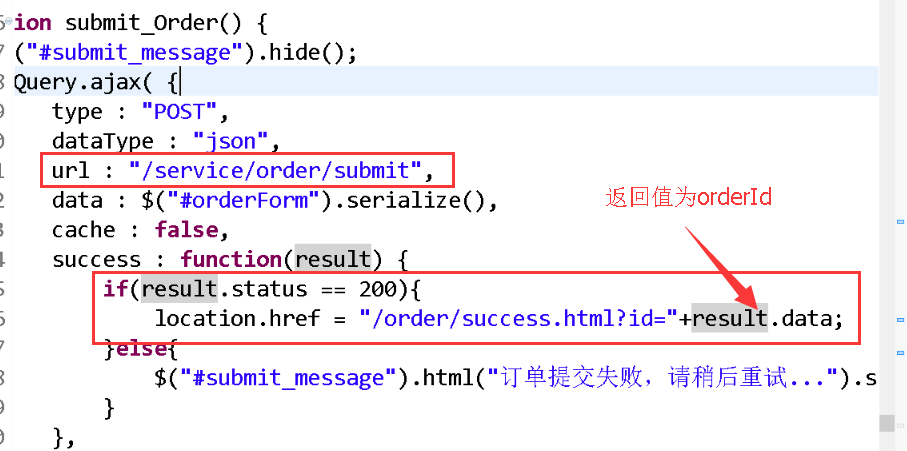 ion submit_Order() {
("#submit_message").hide();
Query.ajax( {
type : "POST",
dataType : "json",
url : "/service/order/submit",
data : $("#orderForm").serialize(),
返回值为orderId
cache : false,
success : function(result) {
if(result.status == 200){
location.href = "/order/success.html?id="+result.data;
}else{
$("#submit_message").html("订单提交失败，请稍后重试...").s
}
},